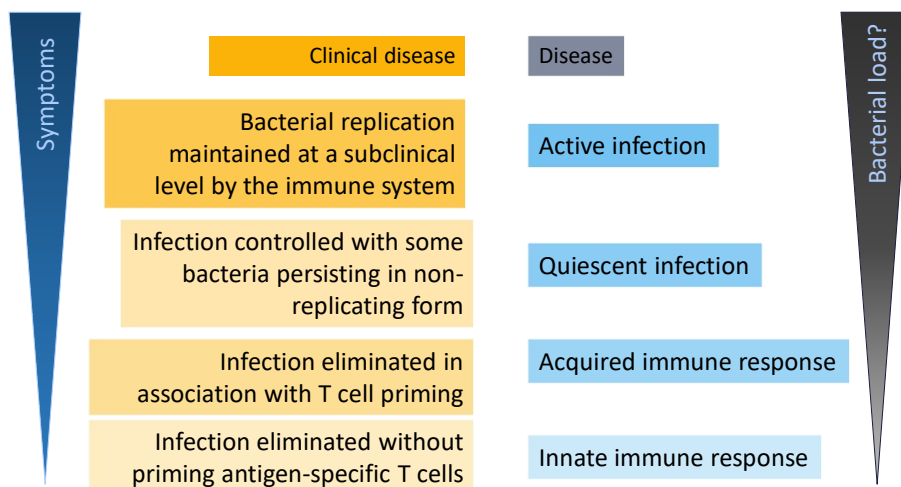 Symptoms
Clinical disease
Disease
Bacterial load?
Bacterial replication
maintained at a subclinical
level by the immune system
Active infection
Infection controlled with some
bacteria persisting in non-
replicating form
Quiescent infection
Infection eliminated in
association with T cell priming
Acquired immune response
Infection eliminated without
priming antigen-specific T cells
Innate immune response